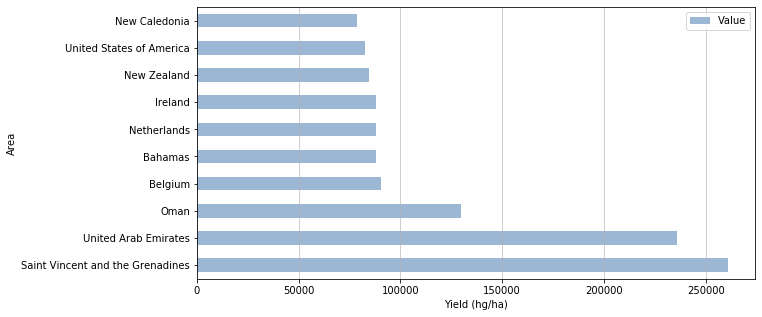 New Caledonia
United States of America
New Zealand
Ireland
Netherlands
Bahamas
Belgium
Oman
United Arab Emirates
Saint Vincent and the Grenadines
Area
Value
0 50000 100000 150000 200000 250000
Yield (hg/ha)